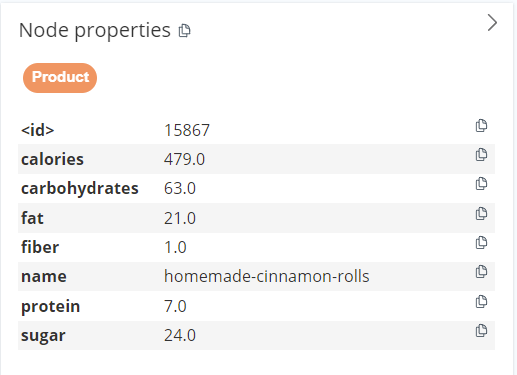 Node properties
Product
<id> 15867
calories 479.0
carbohydrates 63.0
fat 21.0
fiber 1.0
name homemade-cinnamon-rolls
protein 7.0
sugar 24.0